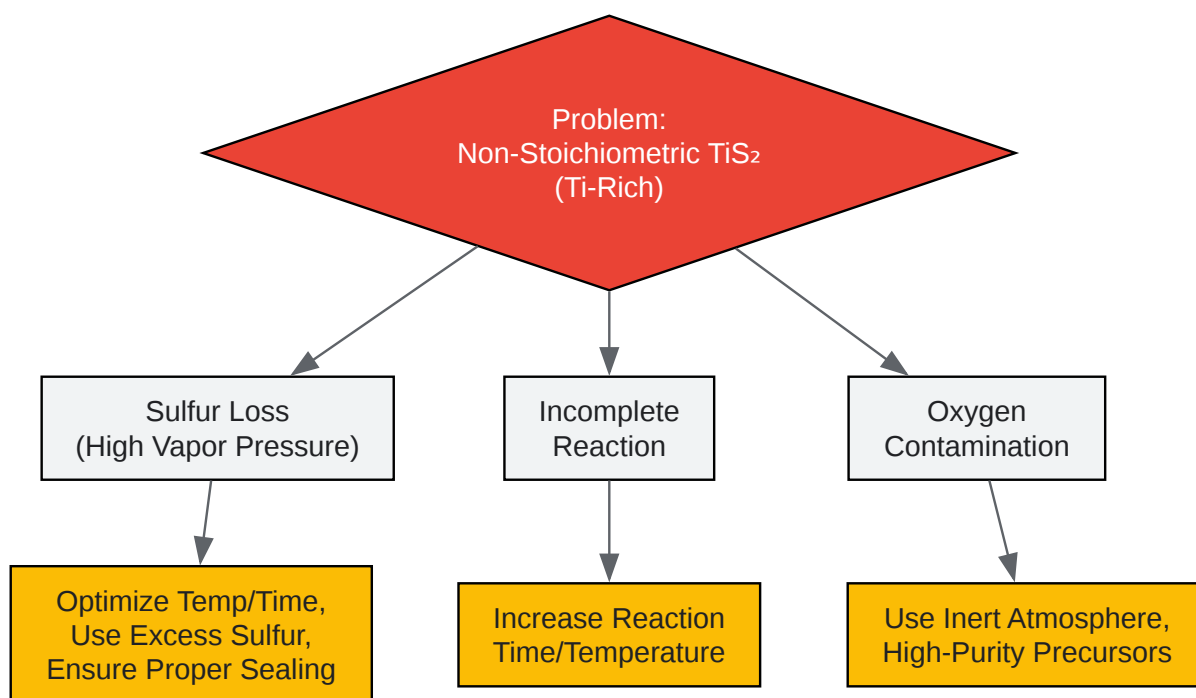 Problem:
Non-Stoichiometric TiS₂
(Ti-Rich)
Sulfur Loss
(High Vapor Pressure)
Incomplete
Reaction
Oxygen
Contamination
Optimize Temp/Time,
Use Excess Sulfur,
Ensure Proper Sealing
Increase Reaction
Time/Temperature
Use Inert Atmosphere,
High-Purity Precursors